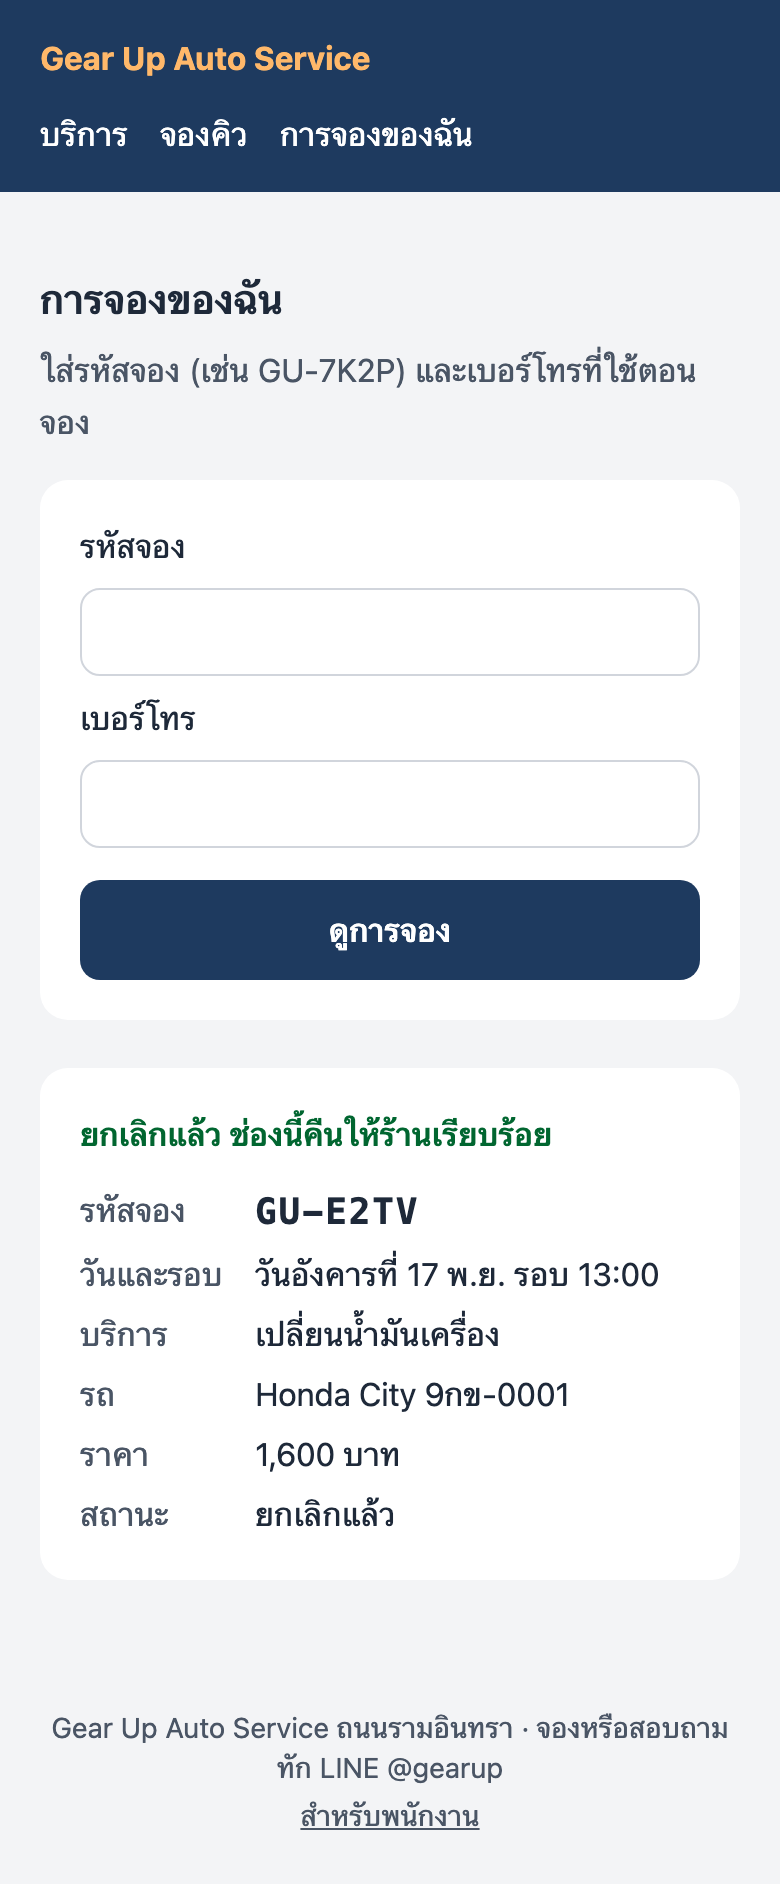 Gear Up Auto Service
บริการ จองคิว การจองของฉัน
การจองของฉัน
ใส่รหัสจอง (เช่น GU-7K2P) และเบอร์โทรที่ใช้ตอน
จอง
รหัสจอง
เบอร์โทร
ดูการจอง
ยกเลิกแล้ว ช่องนี้คืนให้ร้านเรียบร้อย
รหัสจอง GU-E2TV
วันและรอบ วันอังคารที่ 17 พ.ย. รอบ 13:00
บริการ เปลี่ยนน้ำมันเครื่อง
รถ Honda City 9กข-0001
ราคา 1,600 บาท
สถานะ ยกเลิกแล้ว
Gear Up Auto Service ถนนรามอินทรา · จองหรือสอบถาม
ทัก LINE @gearup
สำหรับพนักงาน